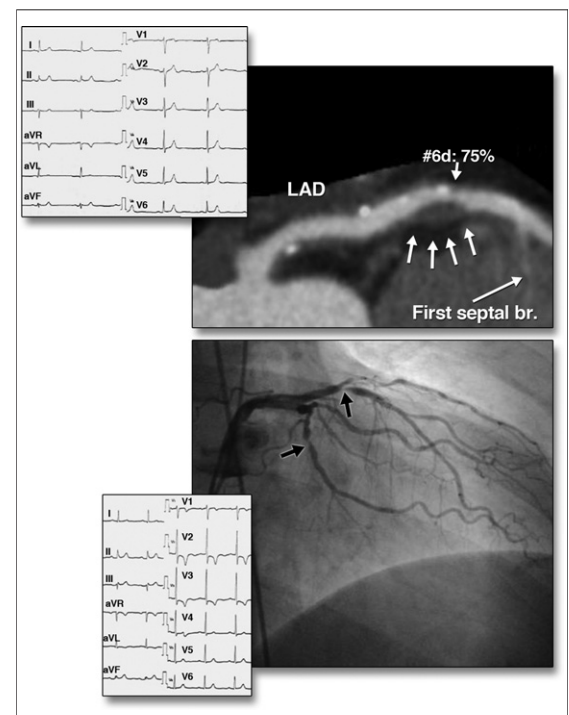 V1
I
V2
II
V3
III
aVR
V4
aVL
V5
aVF
V6
#6d: 75%
LAD
First septal br.
V1
I
V2
II
V3
III
aVR
V4
aVL
V5
aVF
V6